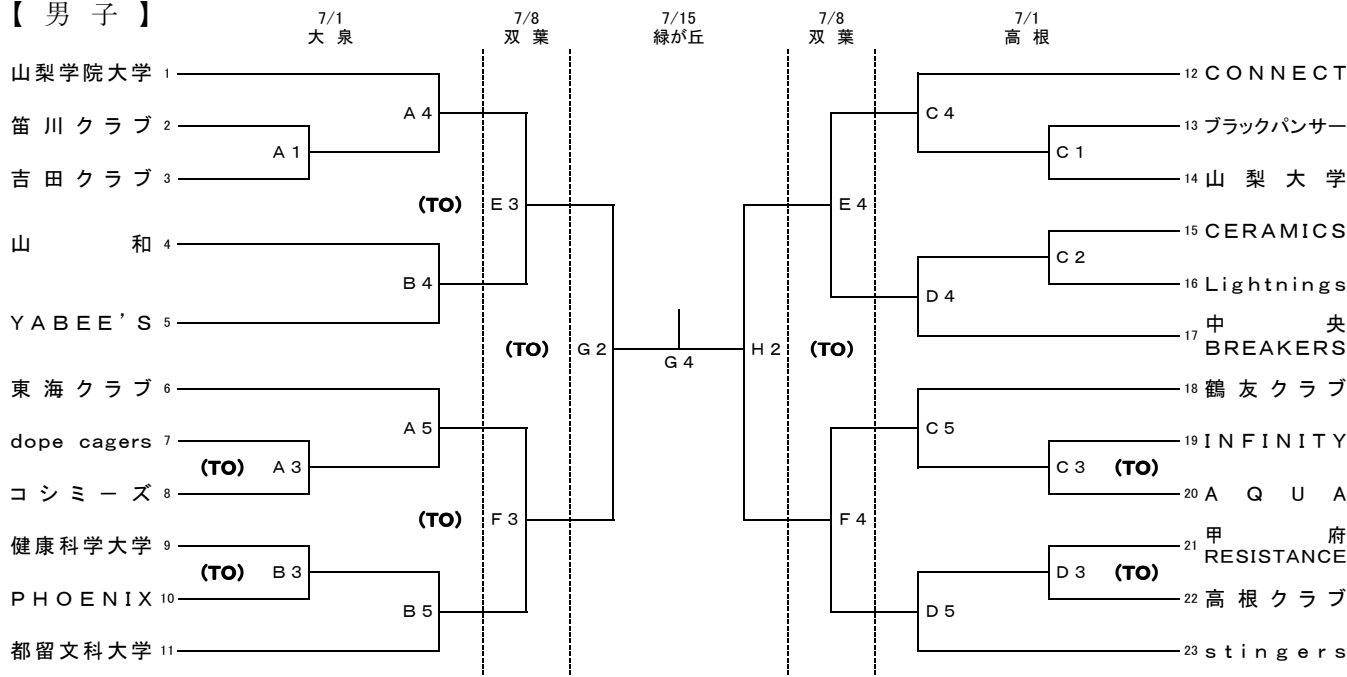 【 男 子 】
7/1
大 泉
7/8
双 葉
7/15
緑が丘
7/8
双 葉
7/1
高 根
山梨学院大学 1
笛 川 ク ラ ブ 2
吉 田 ク ラ ブ 3
山 和 4
YABEE'S 5
東 海 ク ラ ブ 6
dope cagers 7
コ シ ミ ー ズ 8
健康科学大学 9
PHOENIX 10
都留文科大学 11
A 4
A 1
(TO) E 3
B 4
(TO) G 2
A 5
(TO) A 3
(TO) F 3
(TO) B 3
B 5
G 4
C 4
C 1
E 4
C 2
D 4
H 2 (TO)
C 5
C 3 (TO)
F 4
D 3 (TO)
D 5
12 CONNECT
13 ブラックパンサー
14 山 梨 大 学
15 CERAMICS
16 Lightnings
17 中 央
BREAKERS
18 鶴 友 ク ラ ブ
19 INFINITY
20 A Q U A
21 甲 府
RESISTANCE
22 高 根 ク ラ ブ
23 stingers